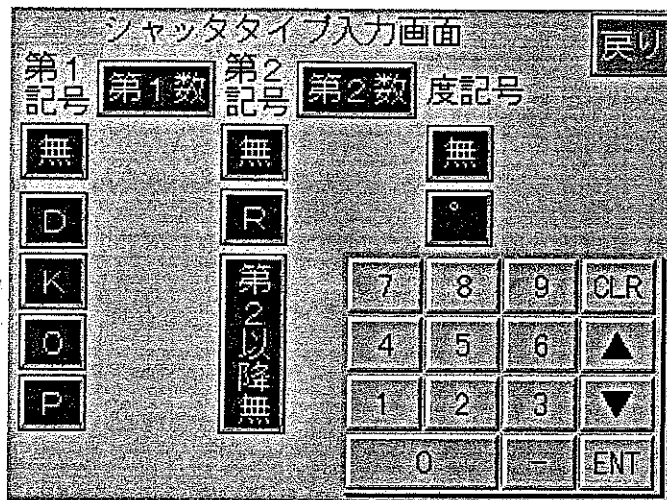 シャッタタイプ入力画面
戻り
第1記号
第1数
第2記号
第2数
度記号
無
無
無
D
R
°
K
O
P
第2以降無
7 8 9 CLR
4 5 6 ▲
1 2 3 ▼
0 - ENT